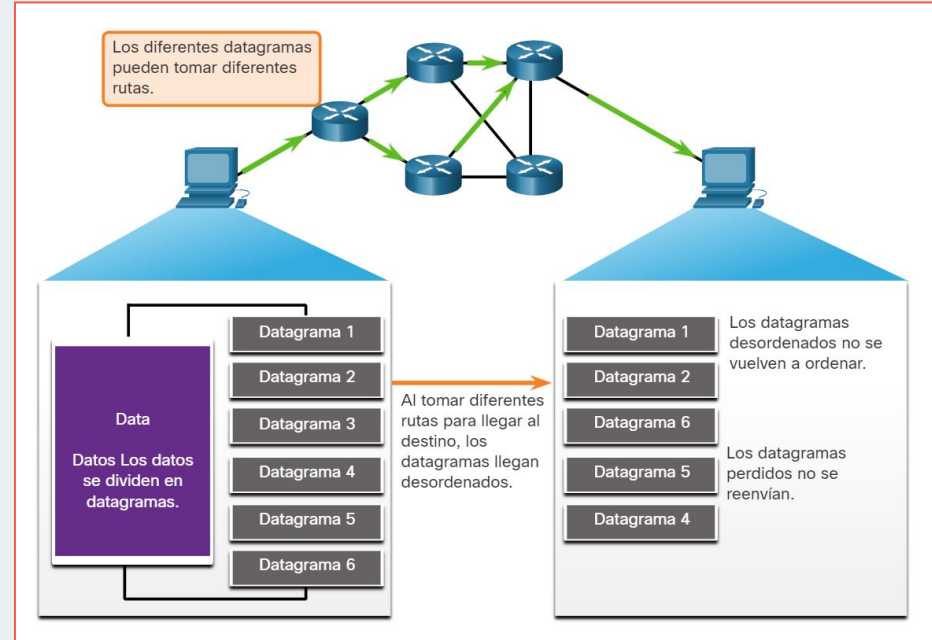 Los diferentes datagramas
pueden tomar diferentes
rutas.
Data
Datos Los datos
se dividen en
datagramas.
Datagrama 1
Datagrama 2
Datagrama 3
Datagrama 4
Datagrama 5
Datagrama 6
Al tomar diferentes
rutas para llegar al
destino, los
datagramas llegan
desordenados.
Datagrama 1
Datagrama 2
Datagrama 6
Datagrama 5
Datagrama 4
Los datagramas
desordenados no se
vuelven a ordenar.
Los datagramas
perdidos no se
reenvían.